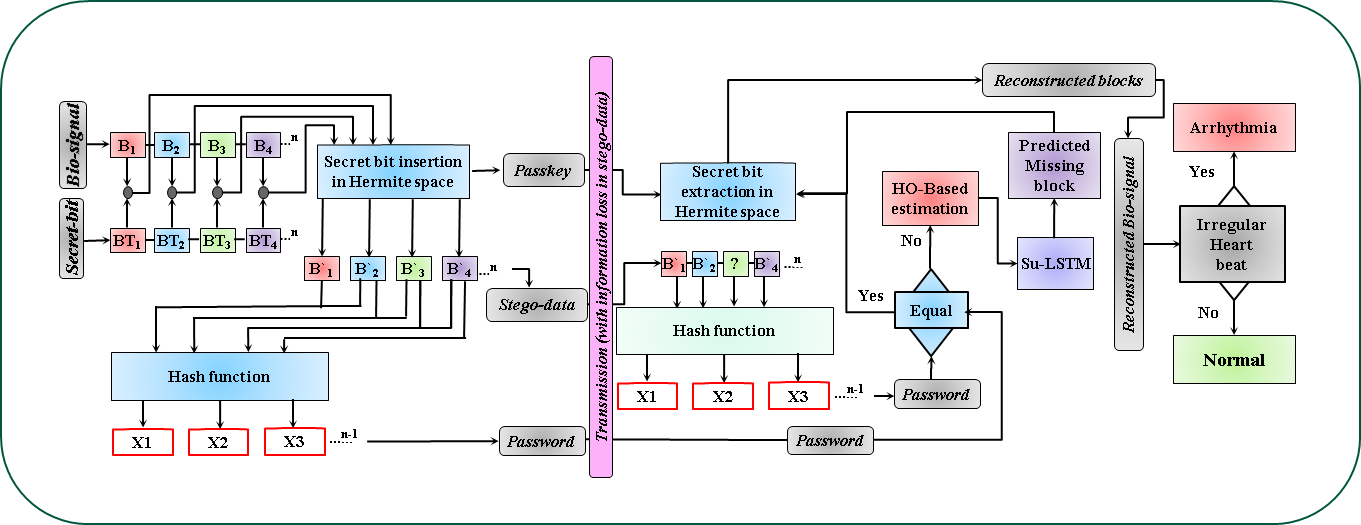 Bio-signal
B1 B2 B3 B4 ......n
Secret-bit
BT1 BT2 BT3 BT4 ......n
Secret bit insertion
in Hermite space
Passkey
B`1 B`2 B`3 B`4 ......n
Stego-data
Hash function
X1 X2 X3 ......n-1
Password
Transmission (with information loss in stego-data)
Secret bit
extraction in
Hermite space
B`1 B`2 ? B`4 ......n
Hash function
X1 X2 X3 ......n-1
Password
Password
Equal
Yes
No
HO-Based
estimation
Su-LSTM
Predicted
Missing
block
Reconstructed blocks
Reconstructed Bio-signal
Irregular
Heart
beat
Yes
Arrhythmia
No
Normal